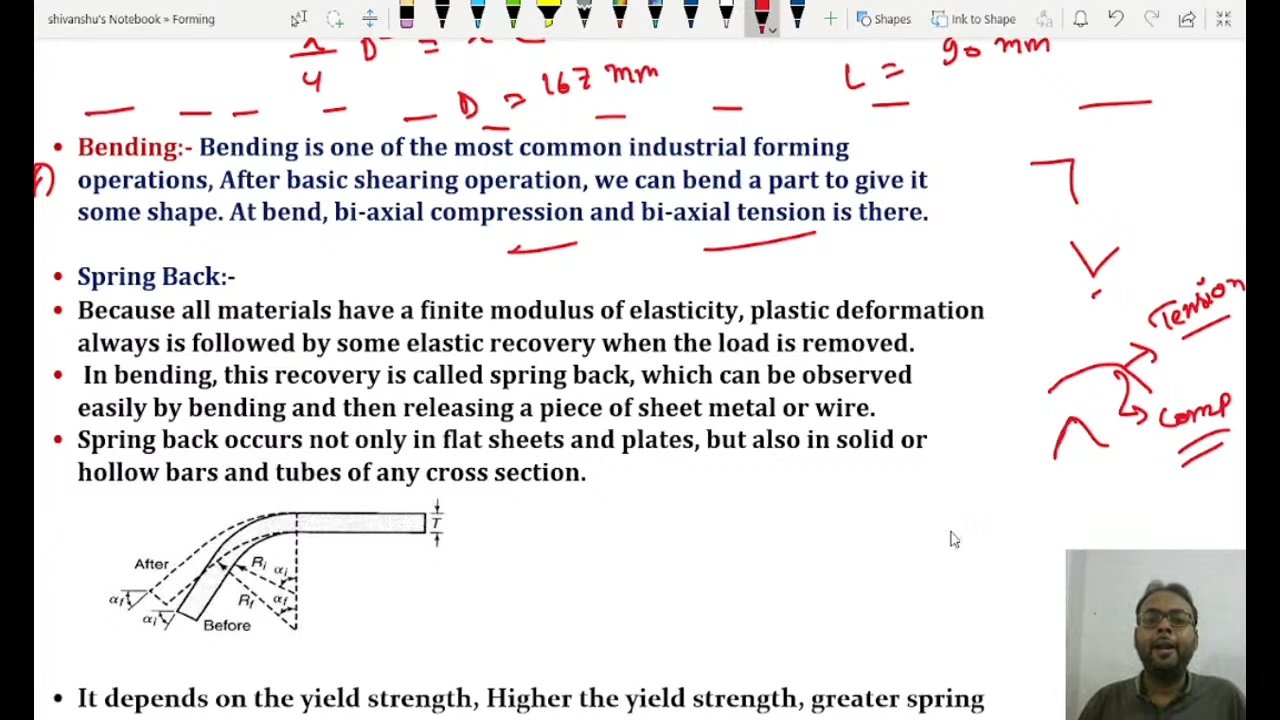 shivanshu's Notebook » Forming
Shapes
Ink to Shape
4
D = 167 mm
L = 90 mm
• Bending:- Bending is one of the most common industrial forming
operations, After basic shearing operation, we can bend a part to give it
some shape. At bend, bi-axial compression and bi-axial tension is there.
• Spring Back:-
• Because all materials have a finite modulus of elasticity, plastic deformation
always is followed by some elastic recovery when the load is removed.
• In bending, this recovery is called spring back, which can be observed
easily by bending and then releasing a piece of sheet metal or wire.
• Spring back occurs not only in flat sheets and plates, but also in solid or
hollow bars and tubes of any cross section.
Tension
Comp
T
After
Ri αi
αf
Rf αf
αi
Before
• It depends on the yield strength, Higher the yield strength, greater spring